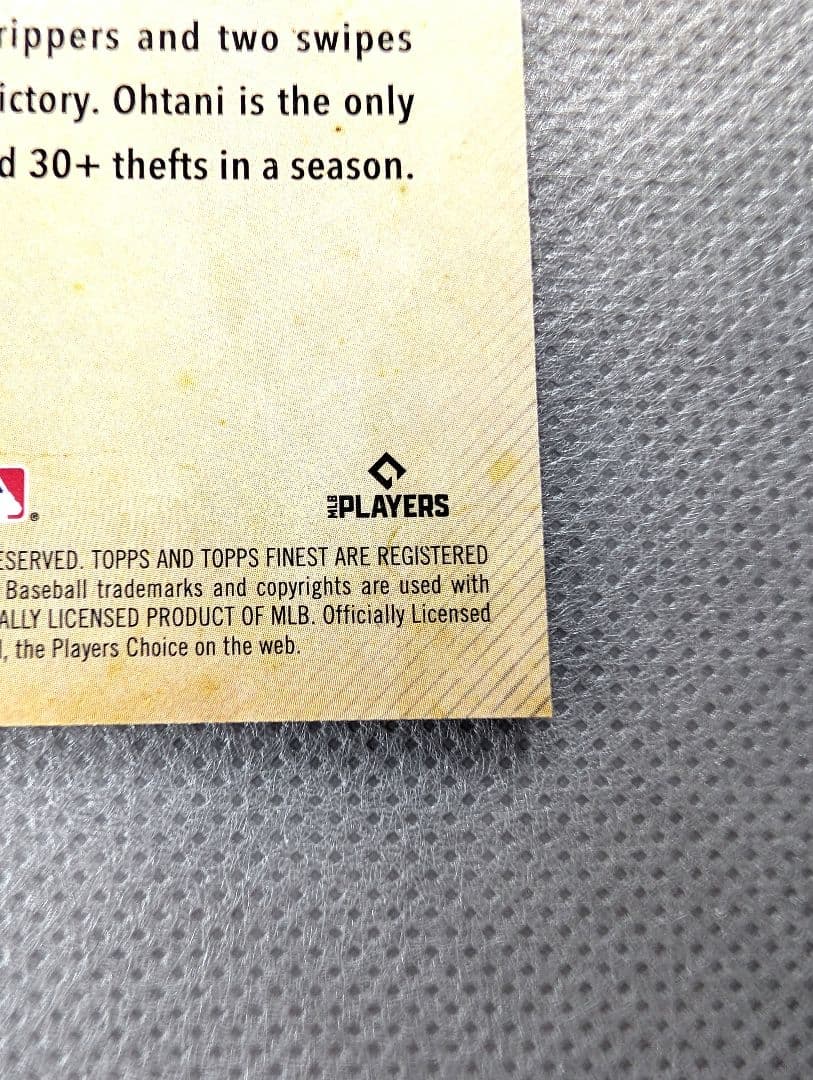 rippers and two swipes
ictory. Ohtani is the only
d 30+ thefts in a season.
®
MLB PLAYERS
ESERVED. TOPPS AND TOPPS FINEST ARE REGISTERED
Baseball trademarks and copyrights are used with
ALLY LICENSED PRODUCT OF MLB. Officially Licensed
, the Players Choice on the web.